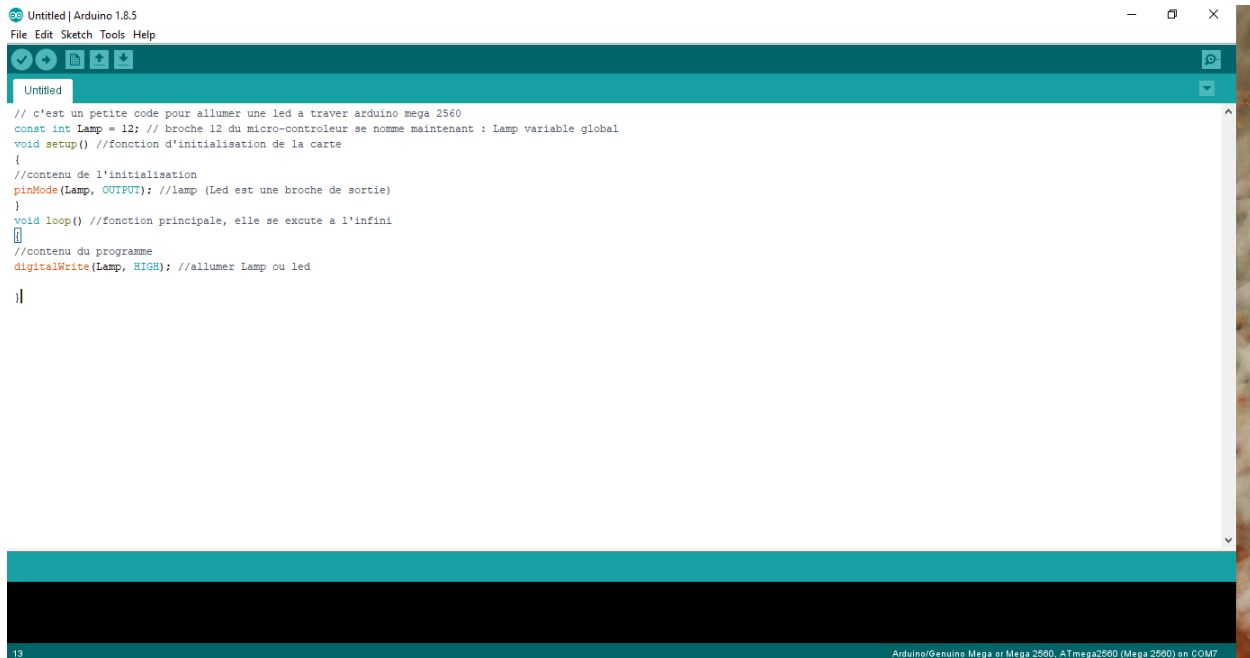 Untitled | Arduino 1.8.5
File Edit Sketch Tools Help
Untitled
// c'est un petite code pour allumer une led a traver arduino mega 2560
const int Lamp = 12; // broche 12 du micro-controleur se nomme maintenant : Lamp variable global
void setup() //fonction d'initialisation de la carte
{
//contenu de l'initialisation
pinMode(Lamp, OUTPUT); //lamp (Led est une broche de sortie)
}
void loop() //fonction principale, elle se excute a l'infini
{
//contenu du programme
digitalWrite(Lamp, HIGH); //allumer Lamp ou led
}
13
Arduino/Genuino Mega or Mega 2560, ATmega2560 (Mega 2560) on COM7